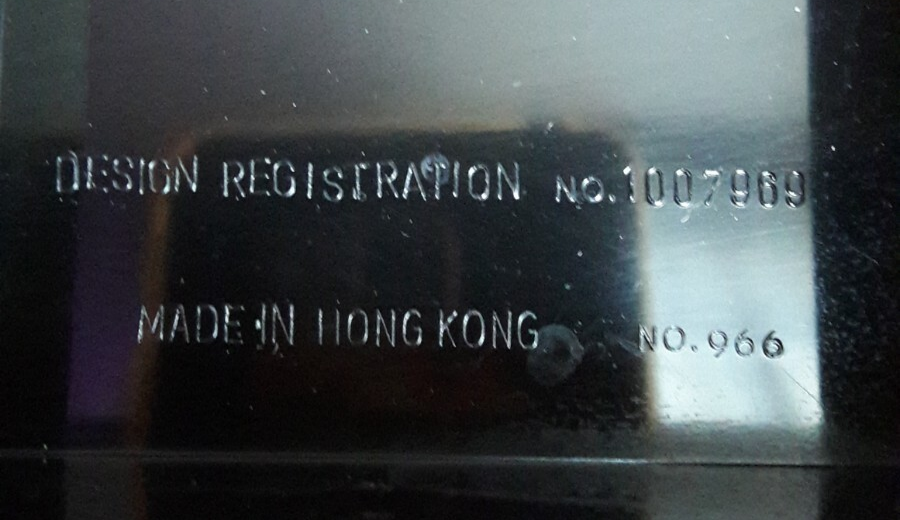 DESIGN REGISTRATION NO.1007969
MADE IN HONG KONG NO.966